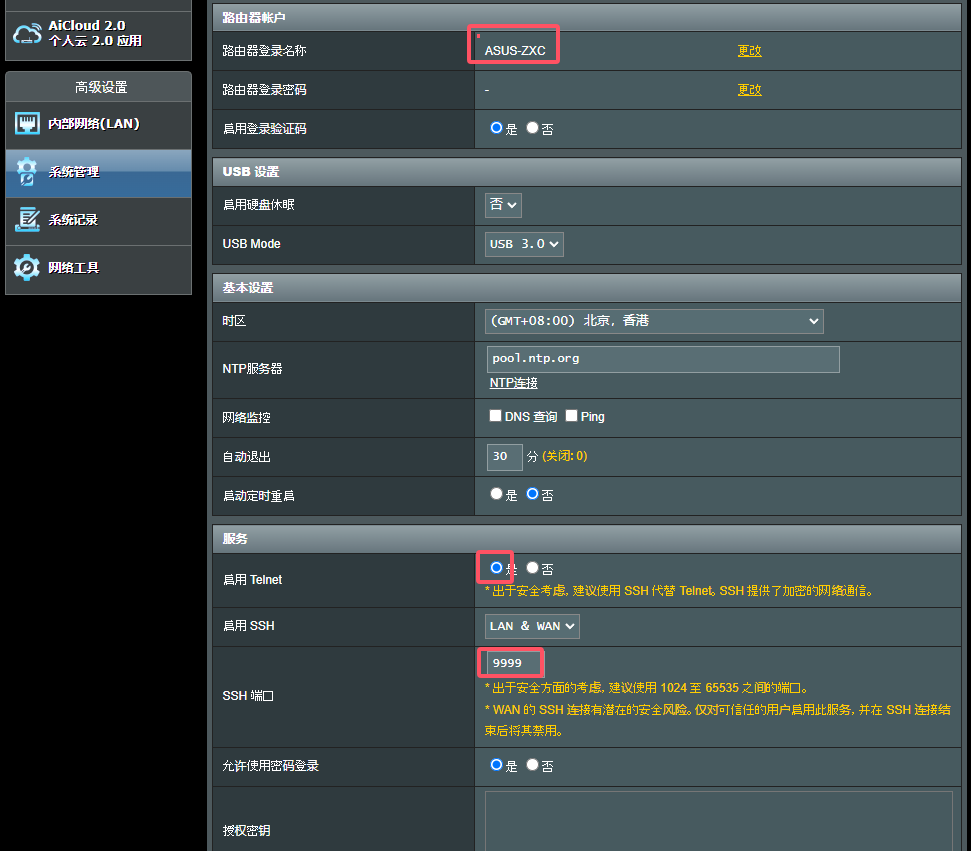 AiCloud 2.0
个人云 2.0 应用
高级设置
内部网络(LAN)
系统管理
系统记录
网络工具
路由器帐户
路由器登录名称 ASUS-ZXC 更改
路由器登录密码 - 更改
启用登录验证码 是 否
USB 设置
启用硬盘休眠 否
USB Mode USB 3.0
基本设置
时区 (GMT+08:00) 北京, 香港
NTP服务器 pool.ntp.org
NTP连接
网络监控 DNS 查询 Ping
自动退出 30 分 (关闭: 0)
启动定时重启 是 否
服务
启用 Telnet 是 否
* 出于安全考虑, 建议使用 SSH 代替 Telnet。SSH 提供了加密的网络通信。
启用 SSH LAN & WAN
SSH 端口 9999
* 出于安全方面的考虑, 建议使用 1024 至 65535 之间的端口。
* WAN 的 SSH 连接有潜在的安全风险。仅对可信任的用户启用此服务, 并在 SSH 连接结
束后将其禁用。
允许使用密码登录 是 否
授权密钥